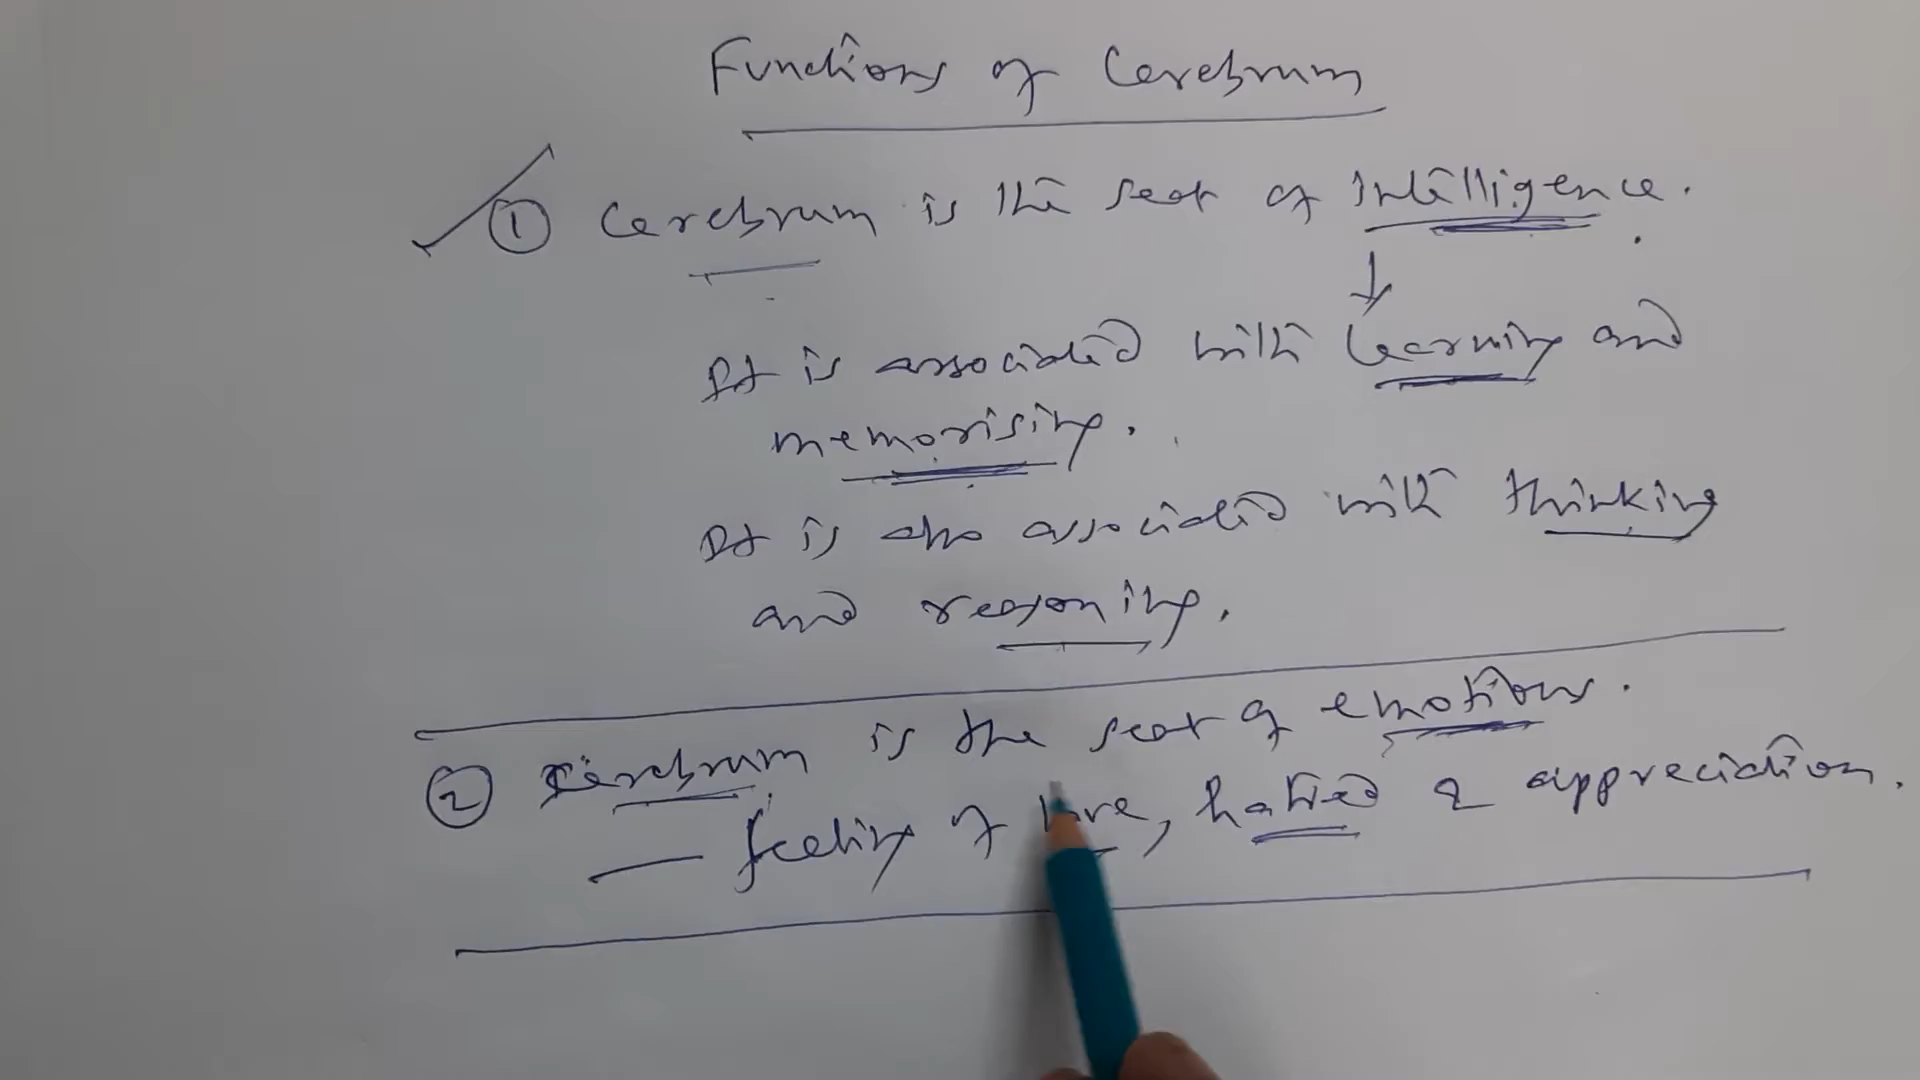 Functions of Cerebrum
① Cerebrum is the seat of intelligence.
It is associated with learning and
memorising.
It is also associated with thinking
and reasoning.
② Cerebrum is the seat of emotions.
— feeling of love, hatred & appreciation.